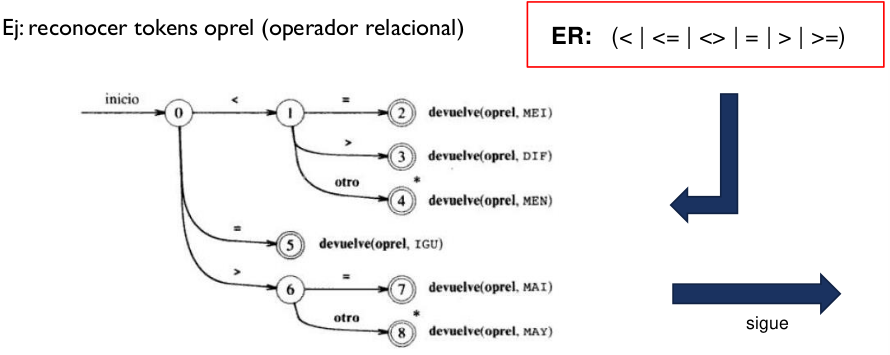 Ej: reconocer tokens oprel (operador relacional)
ER: (< | <= | <> | = | > | >=)
inicio
0
<
1
=
2
devuelve(oprel, MEI)
>
3
devuelve(oprel, DIF)
otro
4
*
devuelve(oprel, MEN)
=
5
devuelve(oprel, IGU)
>
6
=
7
devuelve(oprel, MAI)
otro
8
*
devuelve(oprel, MAY)
sigue